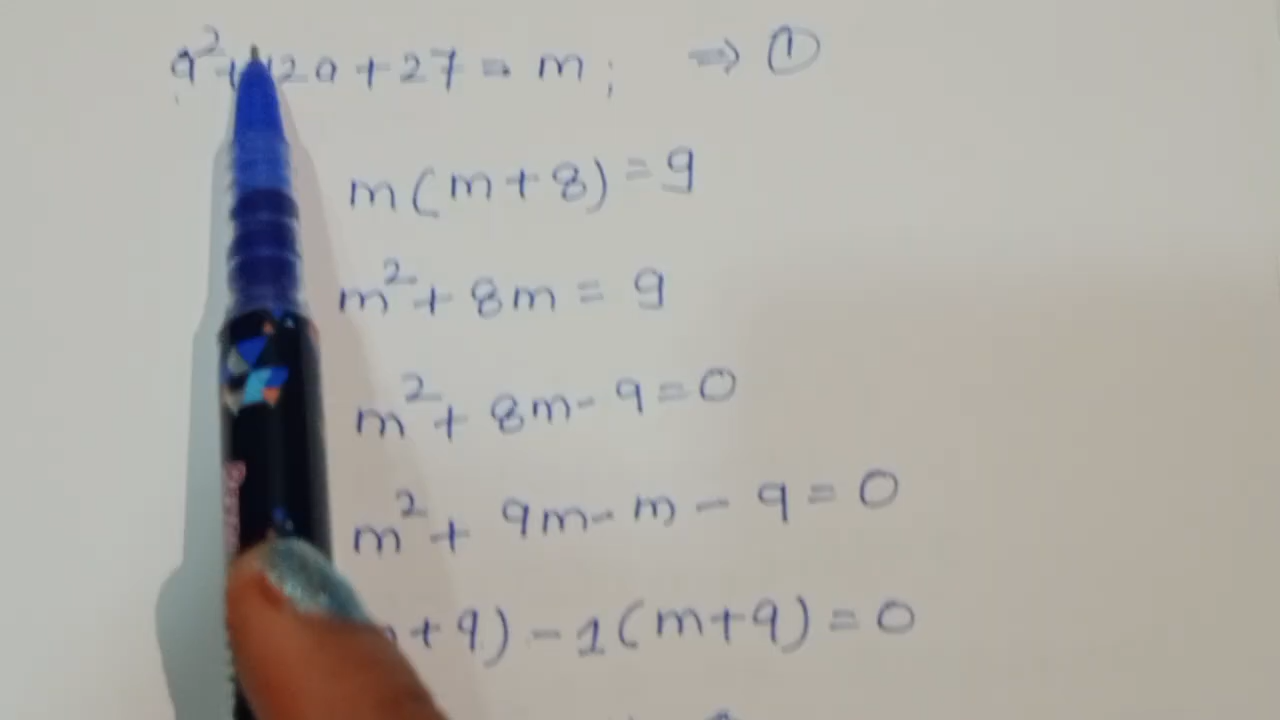 a²+12a+27 = m; ⇒ ①
m(m+8)=9
m²+8m = 9
m²+8m-9=0
m²+9m-m-9=0
+9)-1(m+9)=0